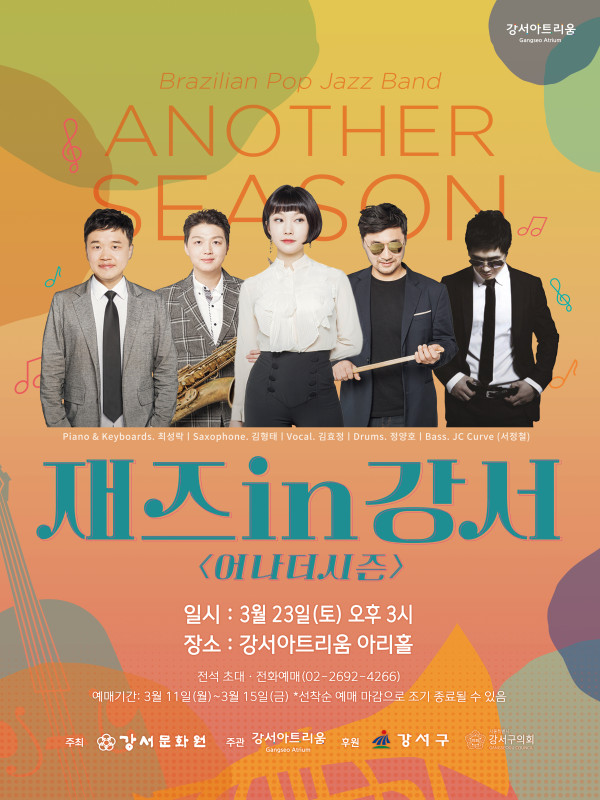 강서아트리움
Gangseo Atrium
Brazilian Pop Jazz Band
ANOTHER
SEASON
Piano & Keyboards. 최성락 | Saxophone. 김형태 | Vocal. 김효정 | Drums. 정양호 | Bass. JC Curve (서정철)
재즈in강서
<어나더시즌>
일시 : 3월 23일(토) 오후 3시
장소 : 강서아트리움 아리홀
전석 초대 · 전화예매(02-2692-4266)
예매기간: 3월 11일(월)~3월 15일(금) *선착순 예매 마감으로 조기 종료될 수 있음
주최 강서문화원 주관 강서아트리움 Gangseo Atrium 후원 강서구 강서구의회